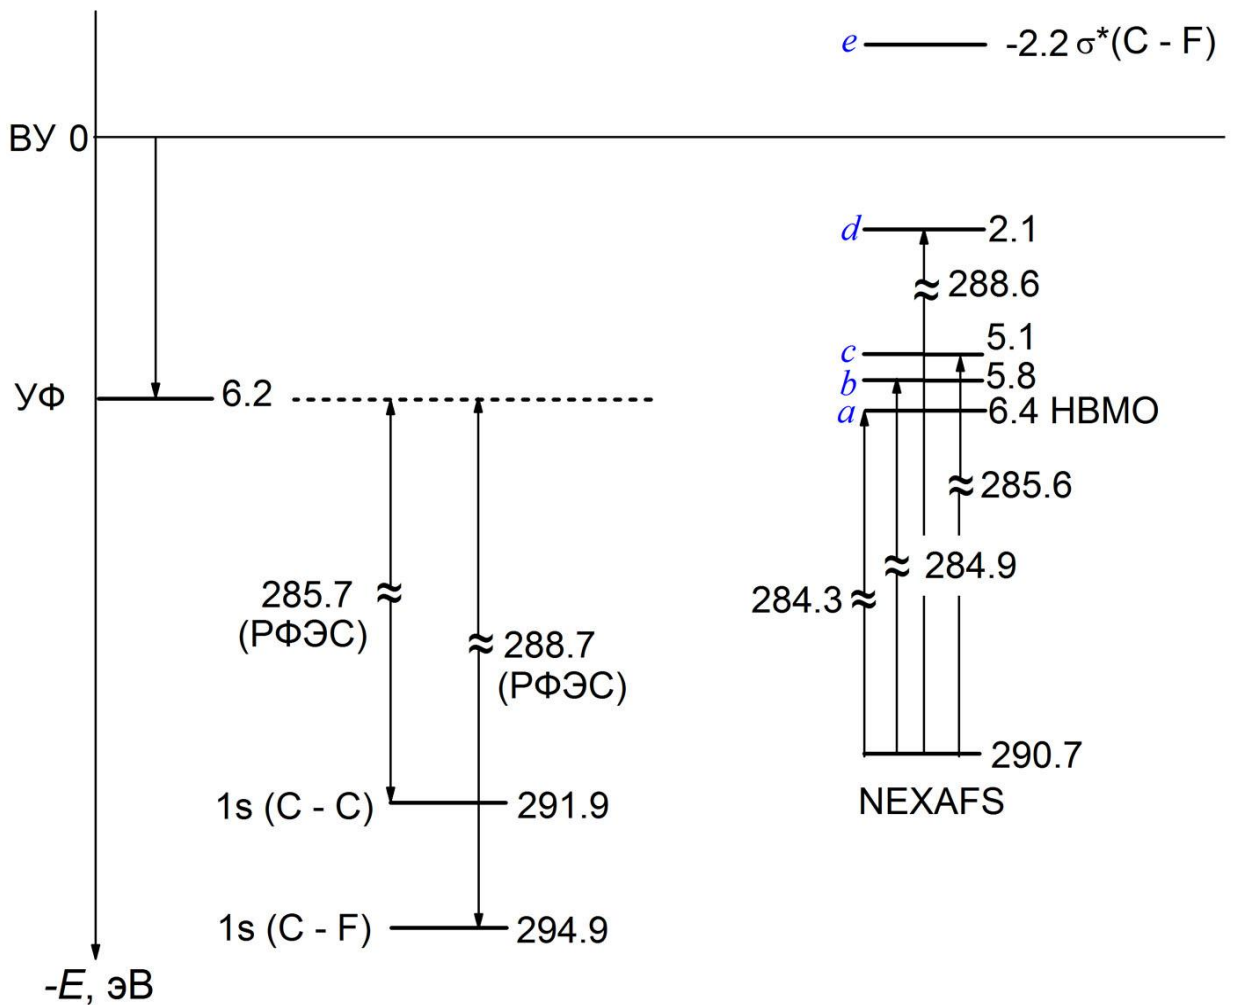 e -2.2 σ*(C - F)
ВУ 0
d 2.1
288.6
c 5.1
b 5.8
УФ 6.2
a 6.4 НВМО
285.6
284.9
285.7
(РФЭС)
284.3
288.7
(РФЭС)
290.7
NEXAFS
1s (C - C) 291.9
1s (C - F) 294.9
-E, эВ